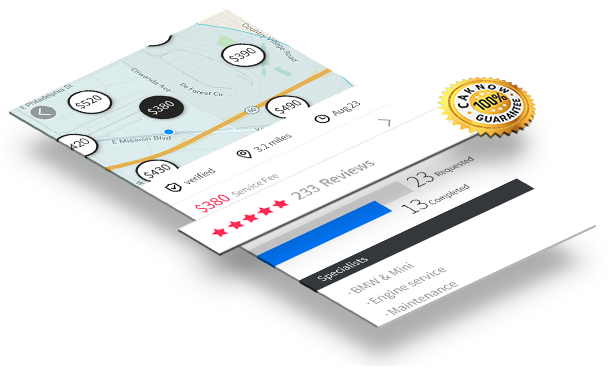 Country Village Road
$390
E Philadelphia St
Etiwanda Ave
De Forest Cir
$520
$380
$490
60
420
E Mission Blvd
$430
verified
3.2 miles
Aug.23
$380 Service Fee
233 Reviews
CAKNOW
100%
GUARANTEE
23 Requested
13 Completed
Specialists
· BMW & Mini
· Engine service
· Maintenance